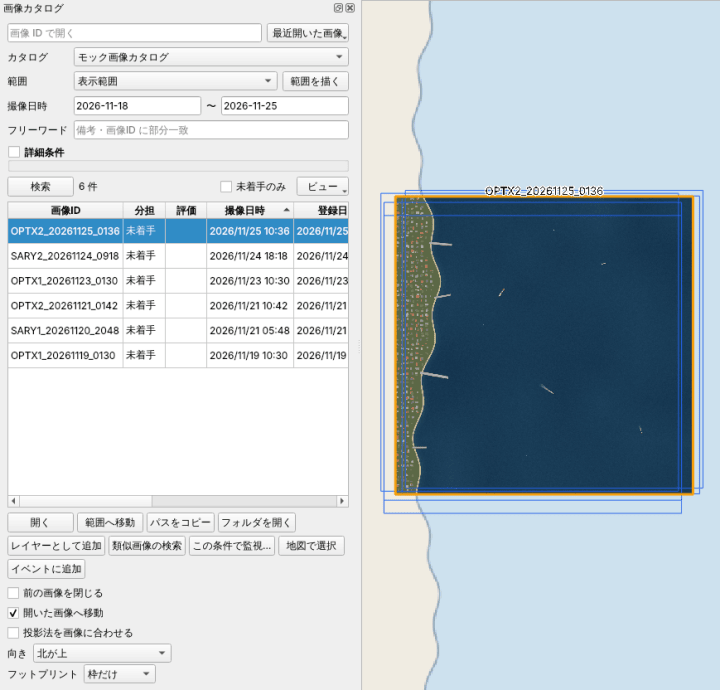 画像カタログ
画像 ID で開く
最近開いた画像
カタログ モック画像カタログ
範囲 表示範囲 範囲を描く
撮像日時 2026-11-18 〜 2026-11-25
フリーワード 備考・画像ID に部分一致
詳細条件
検索 6 件 未着手のみ ビュー
画像ID 分担 評価 撮像日時 登録日
OPTX2_20261125_0136 未着手 2026/11/25 10:36 2026/11/25
SARY2_20261124_0918 未着手 2026/11/24 18:18 2026/11/24
OPTX1_20261123_0130 未着手 2026/11/23 10:30 2026/11/23
OPTX2_20261121_0142 未着手 2026/11/21 10:42 2026/11/21
SARY1_20261120_2048 未着手 2026/11/21 05:48 2026/11/21
OPTX1_20261119_0130 未着手 2026/11/19 10:30 2026/11/19
開く 範囲へ移動 パスをコピー フォルダを開く
レイヤーとして追加 類似画像の検索 この条件で監視... 地図で選択
イベントに追加
前の画像を閉じる
開いた画像へ移動
投影法を画像に合わせる
向き 北が上
フットプリント 枠だけ
OPTX2_20261125_0136